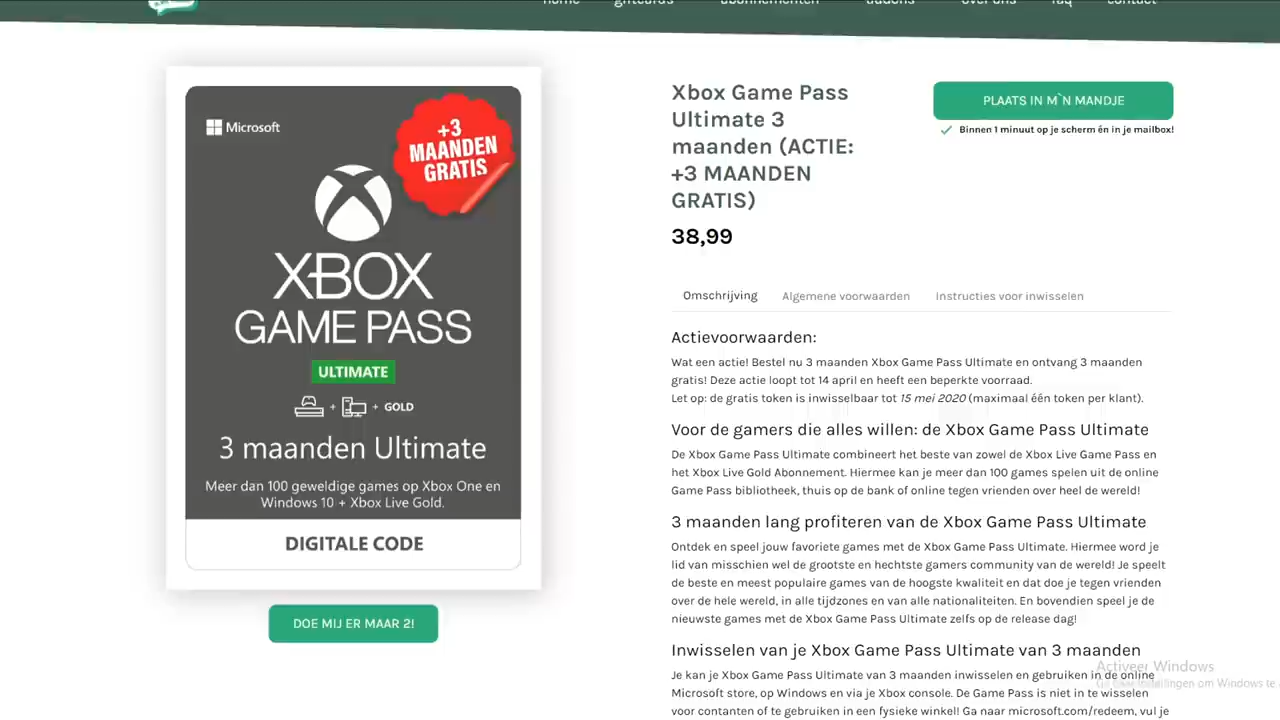 home giftcards abonnementen addons over ons faq contact
Microsoft
+3
MAANDEN
GRATIS
XBOX
GAME PASS
ULTIMATE
+ + GOLD
3 maanden Ultimate
Meer dan 100 geweldige games op Xbox One en
Windows 10 + Xbox Live Gold.
DIGITALE CODE
DOE MIJ ER MAAR 2!
Xbox Game Pass
Ultimate 3
maanden (ACTIE:
+3 MAANDEN
GRATIS)
38,99
PLAATS IN M`N MANDJE
Binnen 1 minuut op je scherm én in je mailbox!
Omschrijving Algemene voorwaarden Instructies voor inwisselen
Actievoorwaarden:
Wat een actie! Bestel nu 3 maanden Xbox Game Pass Ultimate en ontvang 3 maanden
gratis! Deze actie loopt tot 14 april en heeft een beperkte voorraad.
Let op: de gratis token is inwisselbaar tot 15 mei 2020 (maximaal één token per klant).
Voor de gamers die alles willen: de Xbox Game Pass Ultimate
De Xbox Game Pass Ultimate combineert het beste van zowel de Xbox Live Game Pass en
het Xbox Live Gold Abonnement. Hiermee kan je meer dan 100 games spelen uit de online
Game Pass bibliotheek, thuis op de bank of online tegen vrienden over heel de wereld!
3 maanden lang profiteren van de Xbox Game Pass Ultimate
Ontdek en speel jouw favoriete games met de Xbox Game Pass Ultimate. Hiermee word je
lid van misschien wel de grootste en hechtste gamers community van de wereld! Je speelt
de beste en meest populaire games van de hoogste kwaliteit en dat doe je tegen vrienden
over de hele wereld, in alle tijdzones en van alle nationaliteiten. En bovendien speel je de
nieuwste games met de Xbox Game Pass Ultimate zelfs op de release dag!
Inwisselen van je Xbox Game Pass Ultimate van 3 maanden
Je kan je Xbox Game Pass Ultimate van 3 maanden inwisselen en gebruiken in de online
Microsoft store, op Windows en via je Xbox console. De Game Pass is niet in te wisselen
voor contanten of te gebruiken in een fysieke winkel! Ga naar microsoft.com/redeem, vul je
Activeer Windows
Ga naar Instellingen om Windows te